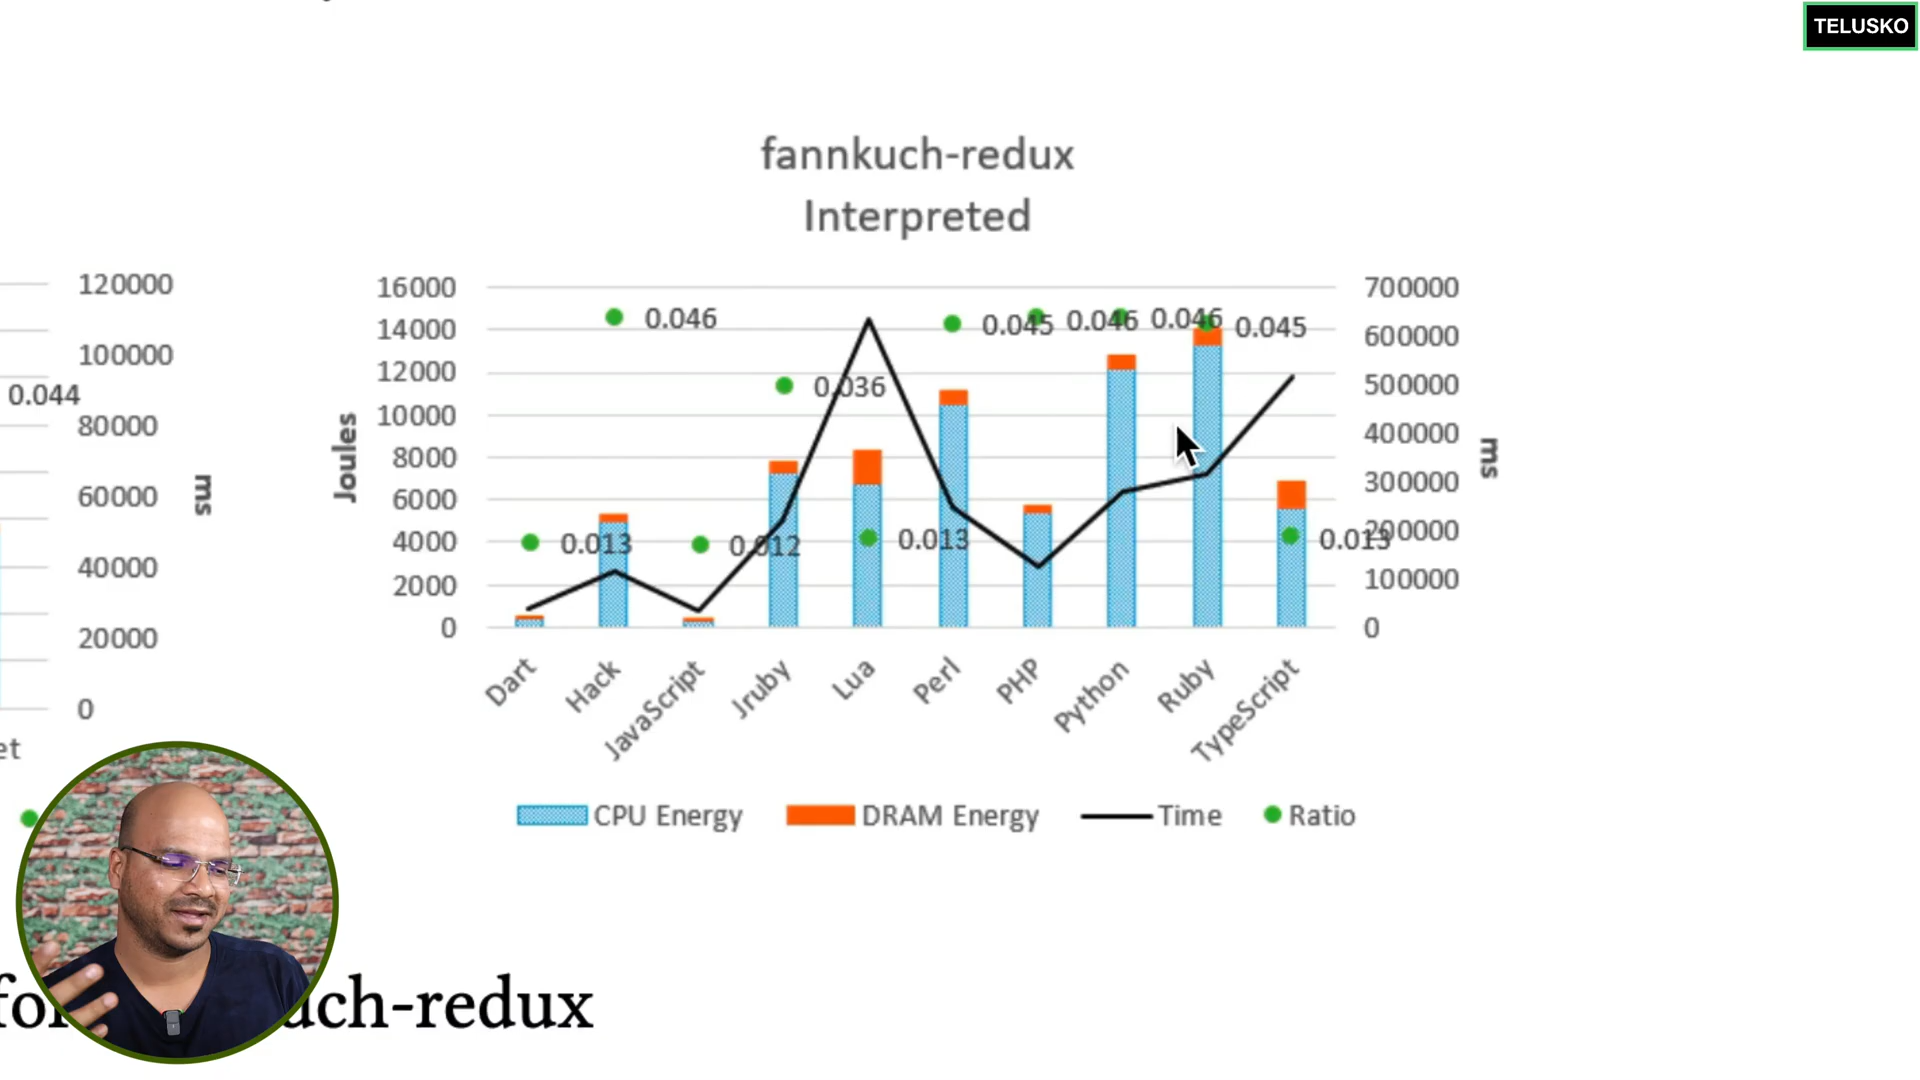 TELUSKO
fannkuch-redux
Interpreted
120000
100000
80000
60000
40000
20000
0
ms
0.044
et
Joules
16000
14000
12000
10000
8000
6000
4000
2000
0
0.013
0.046
0.012
0.036
0.013
0.045
0.046
0.046
0.045
0.013
700000
600000
500000
400000
300000
200000
100000
0
ms
Dart
Hack
JavaScript
Jruby
Lua
Perl
PHP
Python
Ruby
TypeScript
CPU Energy DRAM Energy Time Ratio
uch-redux